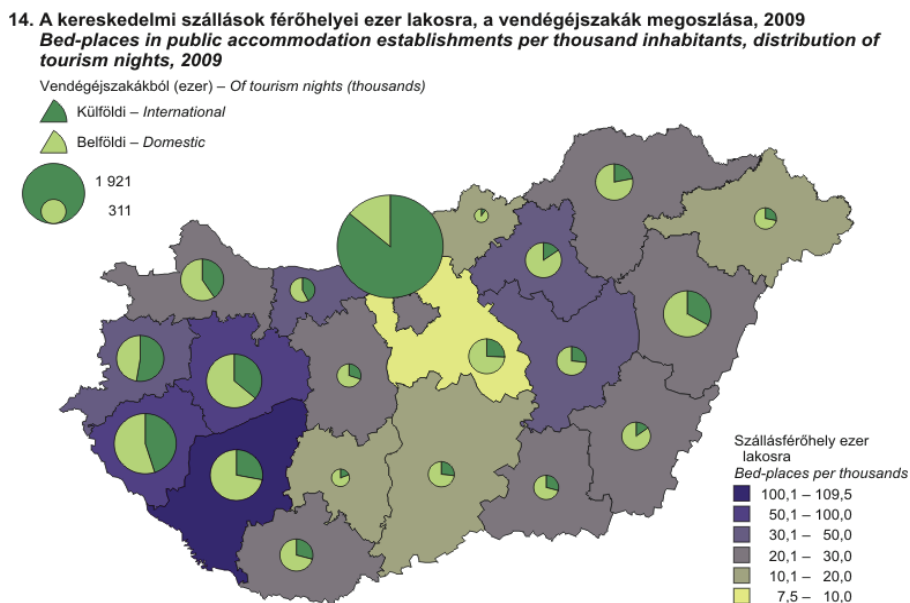 14. A kereskedelmi szállások férőhelyei ezer lakosra, a vendégéjszakák megoszlása, 2009
Bed-places in public accommodation establishments per thousand inhabitants, distribution of
tourism nights, 2009
Vendégéjszakákból (ezer) – Of tourism nights (thousands)
Külföldi – International
Belföldi – Domestic
1 921
311
Szállásférőhely ezer
lakosra
Bed-places per thousands
100,1 – 109,5
50,1 – 100,0
30,1 – 50,0
20,1 – 30,0
10,1 – 20,0
7,5 – 10,0